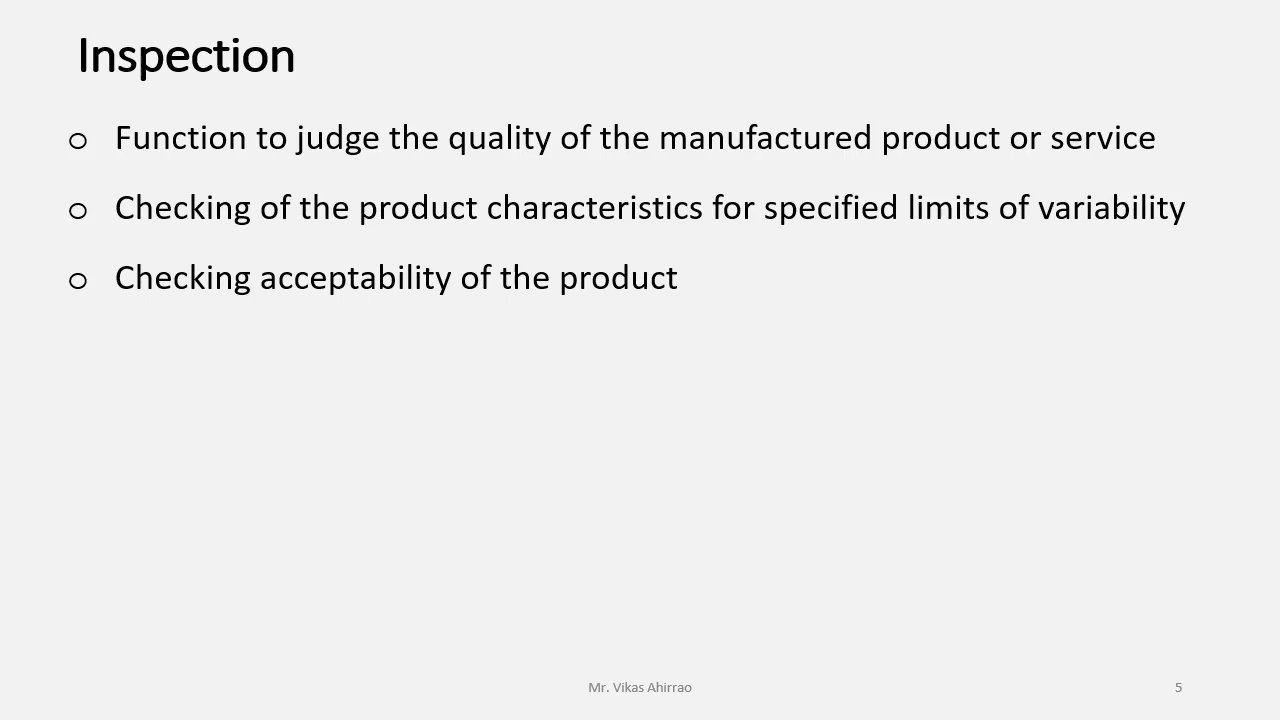 Inspection
o Function to judge the quality of the manufactured product or service
o Checking of the product characteristics for specified limits of variability
o Checking acceptability of the product
Mr. Vikas Ahirrao
5